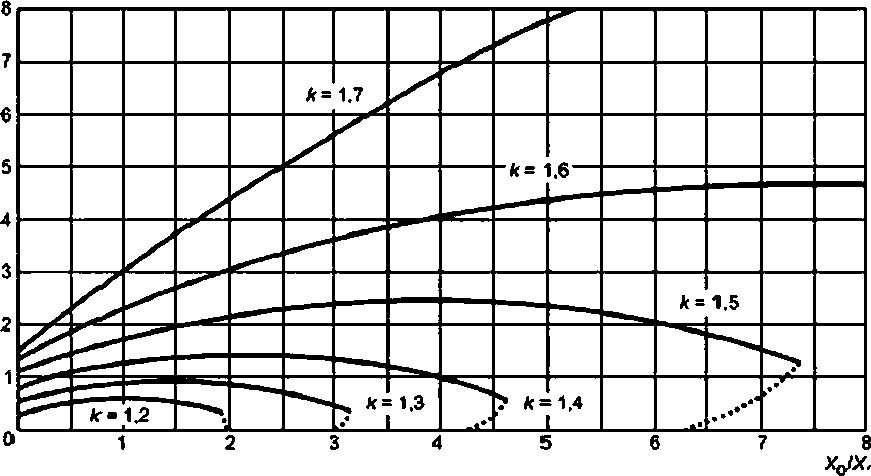 8
7
k = 1,7
6
5
k = 1,6
4
3
k = 1,5
2
1
k = 1,2
k = 1,3
k = 1,4
0
1 2 3 4 5 6 7 8
X₀/X,